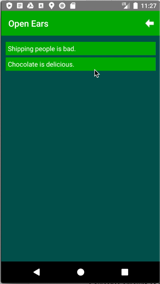 11:27
Open Ears
Shipping people is bad.
Chocolate is delicious.